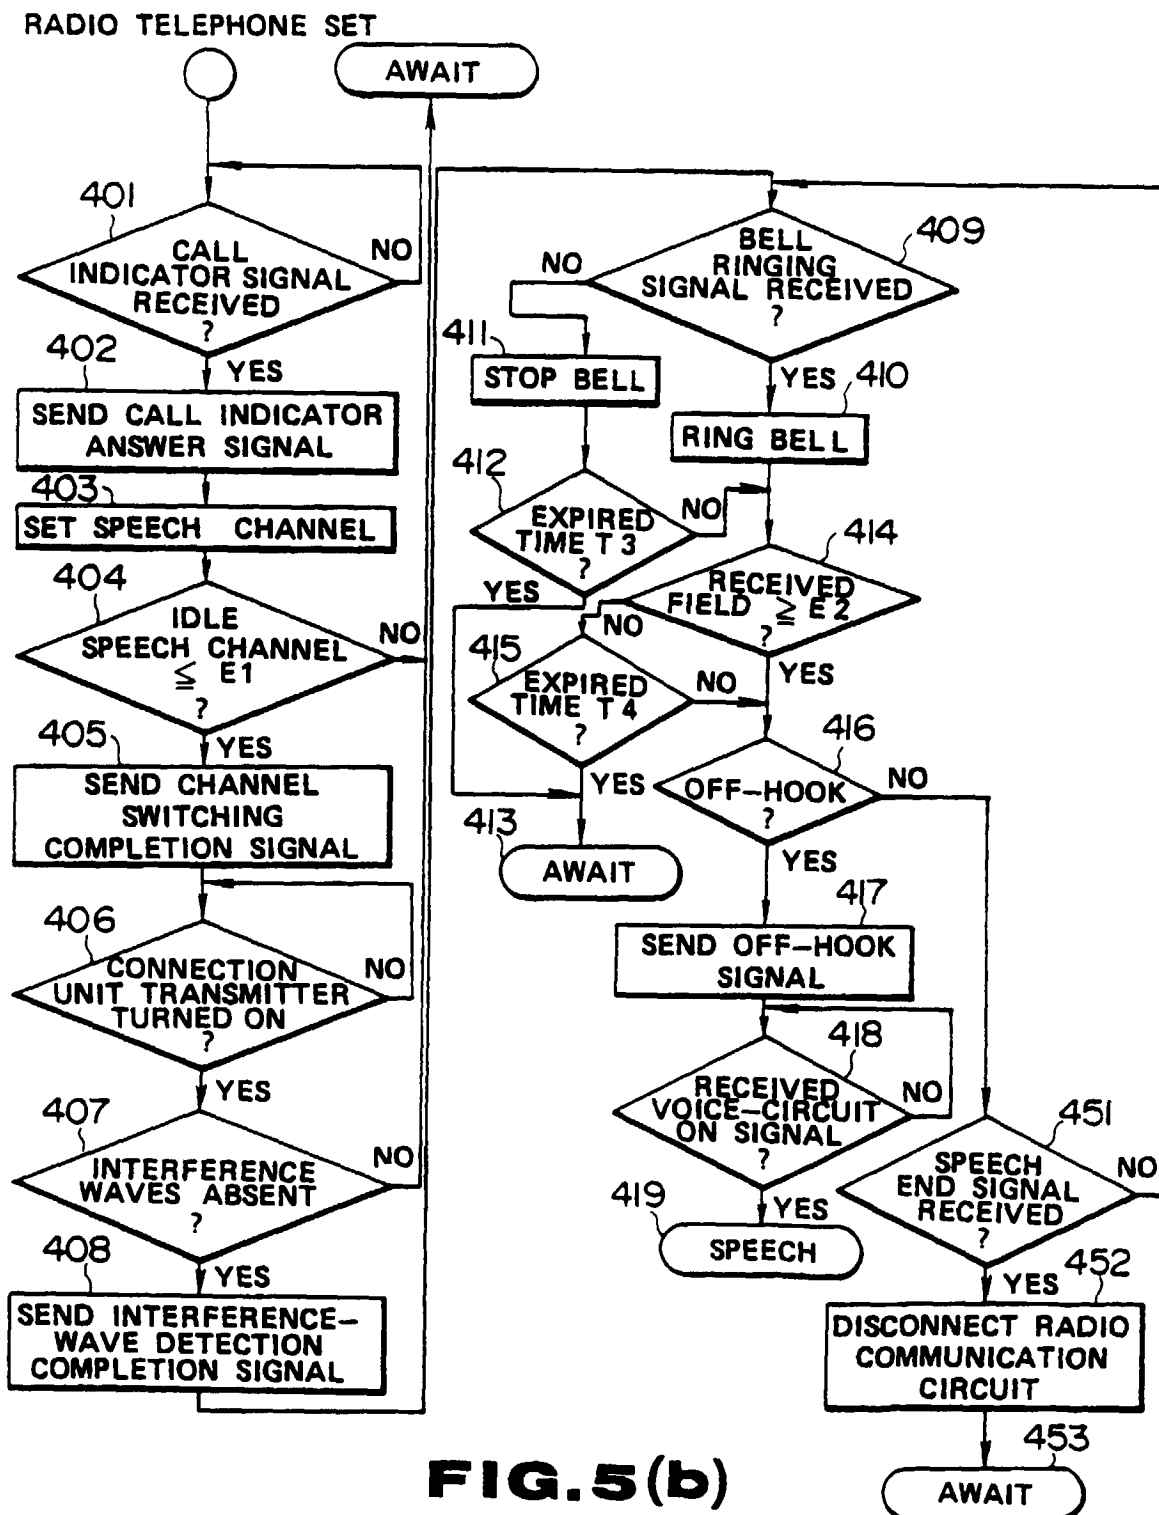 RADIO TELEPHONE SET
AWAIT
401
CALL
INDICATOR SIGNAL
RECEIVED
?
NO
YES
402
SEND CALL INDICATOR
ANSWER SIGNAL
403
SET SPEECH CHANNEL
404
IDLE
SPEECH CHANNEL
≦ E1
?
NO
YES
405
SEND CHANNEL
SWITCHING
COMPLETION SIGNAL
406
CONNECTION
UNIT TRANSMITTER
TURNED ON
?
NO
YES
407
INTERFERENCE
WAVES ABSENT
?
NO
YES
408
SEND INTERFERENCE-
WAVE DETECTION
COMPLETION SIGNAL
409
BELL
RINGING
SIGNAL RECEIVED
?
NO
YES
411
STOP BELL
410
RING BELL
412
EXPIRED
TIME T3
?
NO
YES
414
RECEIVED
FIELD ≧ E2
?
NO
YES
415
EXPIRED
TIME T4
?
NO
YES
413
AWAIT
416
OFF-HOOK
?
NO
YES
417
SEND OFF-HOOK
SIGNAL
418
RECEIVED
VOICE-CIRCUIT
ON SIGNAL
?
NO
YES
419
SPEECH
451
SPEECH
END SIGNAL
RECEIVED
?
NO
YES
452
DISCONNECT RADIO
COMMUNICATION
CIRCUIT
453
AWAIT
FIG.5(b)